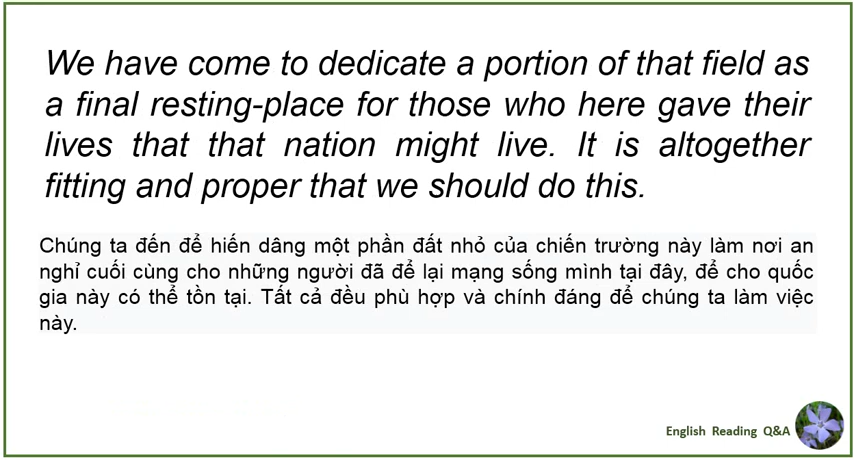 We have come to dedicate a portion of that field as
a final resting-place for those who here gave their
lives that that nation might live. It is altogether
fitting and proper that we should do this.
Chúng ta đến để hiến dâng một phần đất nhỏ của chiến trường này làm nơi an
nghỉ cuối cùng cho những người đã để lại mạng sống mình tại đây, để cho quốc
gia này có thể tồn tại. Tất cả đều phù hợp và chính đáng để chúng ta làm việc
này.
English Reading Q&A